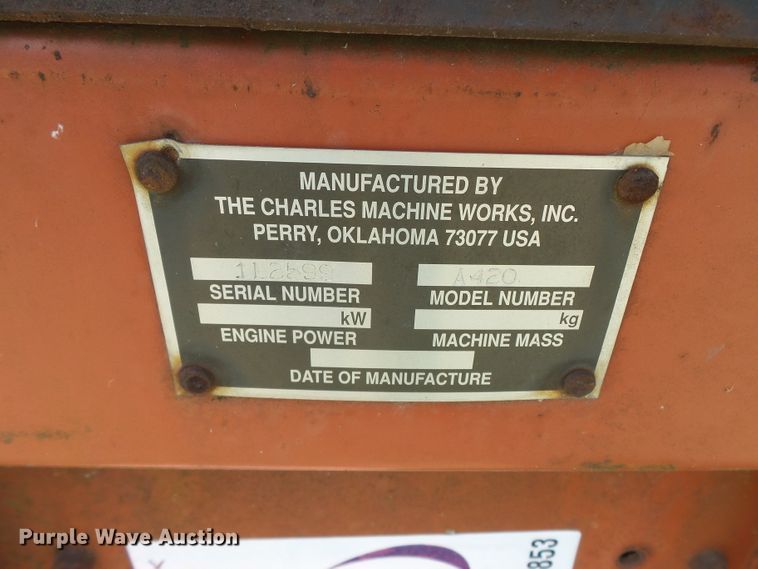 MANUFACTURED BY
THE CHARLES MACHINE WORKS, INC.
PERRY, OKLAHOMA 73077 USA
A420
SERIAL NUMBER MODEL NUMBER
kW kg
ENGINE POWER MACHINE MASS
DATE OF MANUFACTURE
Purple Wave Auction
853